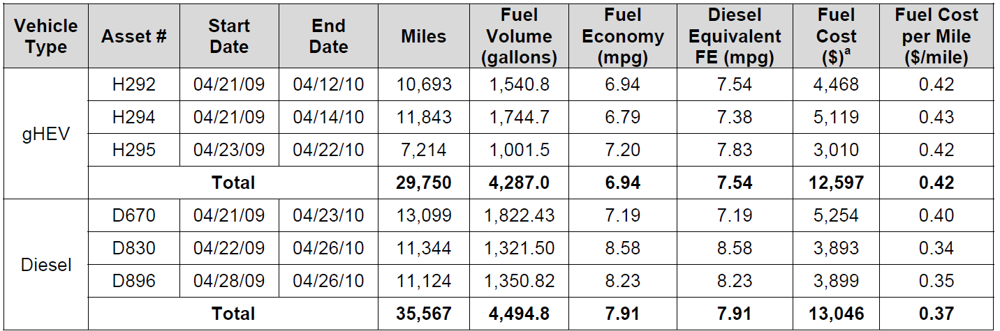 Vehicle Type Asset # Start Date End Date Miles Fuel Volume (gallons) Fuel Economy (mpg) Diesel Equivalent FE (mpg) Fuel Cost ($)a Fuel Cost per Mile ($/mile)
gHEV
H292 04/21/09 04/12/10 10,693 1,540.8 6.94 7.54 4,468 0.42
H294 04/21/09 04/14/10 11,843 1,744.7 6.79 7.38 5,119 0.43
H295 04/23/09 04/22/10 7,214 1,001.5 7.20 7.83 3,010 0.42
Total 29,750 4,287.0 6.94 7.54 12,597 0.42
Diesel
D670 04/21/09 04/23/10 13,099 1,822.43 7.19 7.19 5,254 0.40
D830 04/22/09 04/26/10 11,344 1,321.50 8.58 8.58 3,893 0.34
D896 04/28/09 04/26/10 11,124 1,350.82 8.23 8.23 3,899 0.35
Total 35,567 4,494.8 7.91 7.91 13,046 0.37